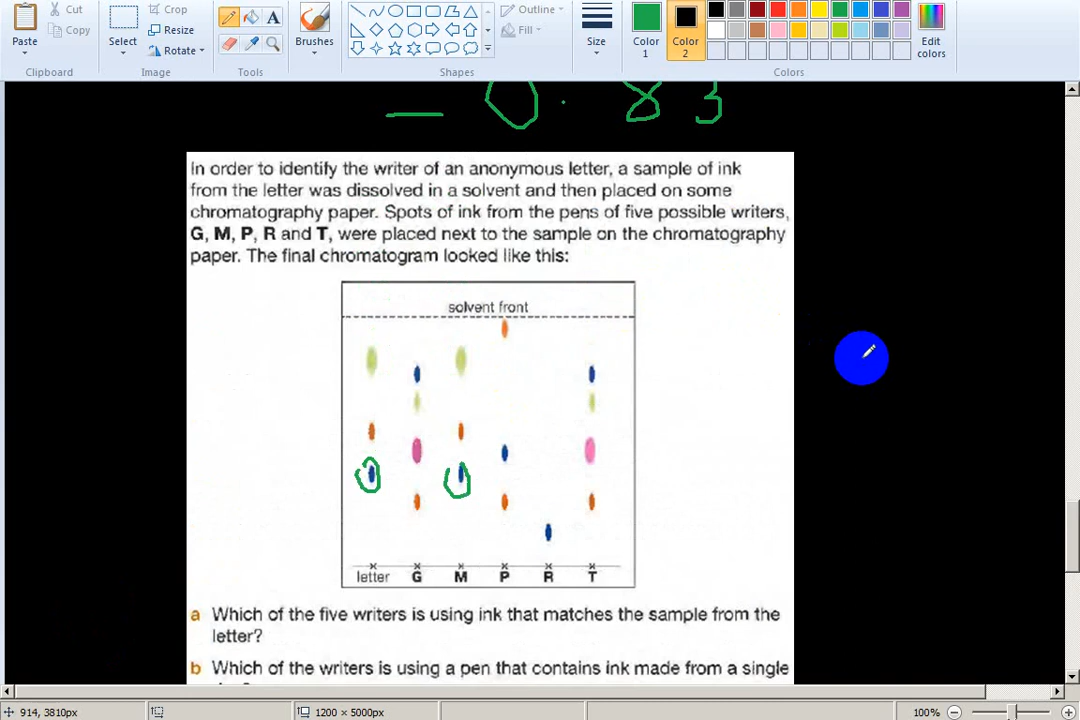 Cut
Crop
Outline
Copy
Resize
Fill
Paste
Select
Rotate
A
Brushes
Size
Color
1
Color
2
Edit
colors
Clipboard
Image
Tools
Shapes
Colors
0.83
In order to identify the writer of an anonymous letter, a sample of ink
from the letter was dissolved in a solvent and then placed on some
chromatography paper. Spots of ink from the pens of five possible writers,
G, M, P, R and T, were placed next to the sample on the chromatography
paper. The final chromatogram looked like this:
solvent front
× × × × × ×
letter G M P R T
a Which of the five writers is using ink that matches the sample from the
letter?
b Which of the writers is using a pen that contains ink made from a single
914, 3810px
1200 × 5000px
100%